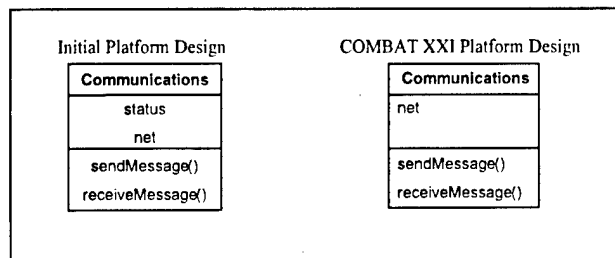 Initial Platform Design
Communications
status
net
sendMessage()
receiveMessage()
COMBAT XXI Platform Design
Communications
net
sendMessage()
receiveMessage()